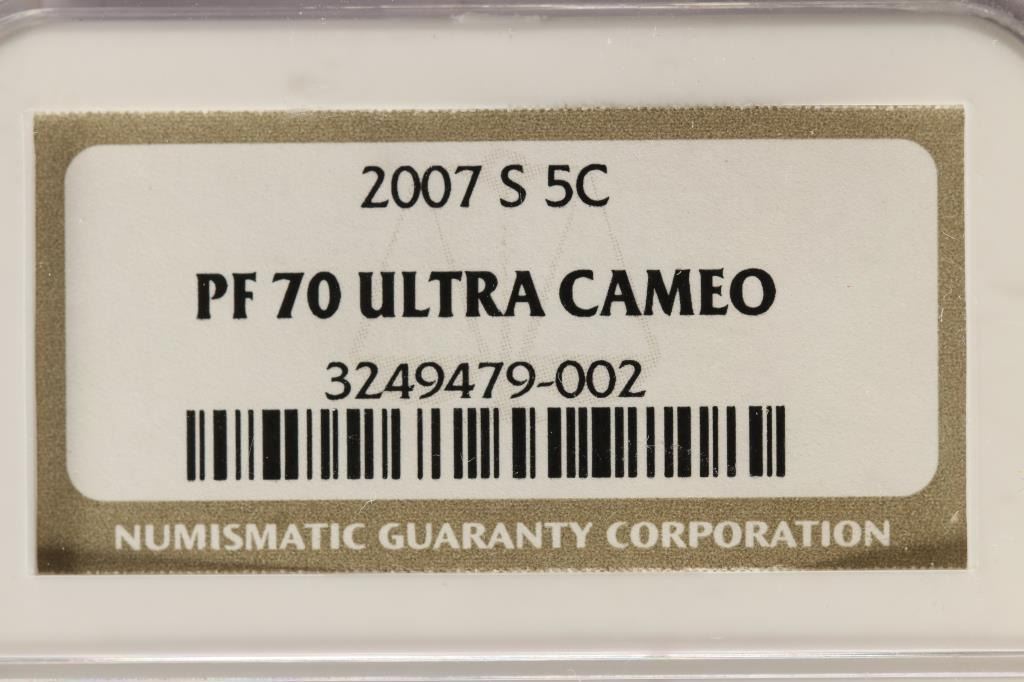 2007 S 5C
PF 70 ULTRA CAMEO
3249479-002
NUMISMATIC GUARANTY CORPORATION